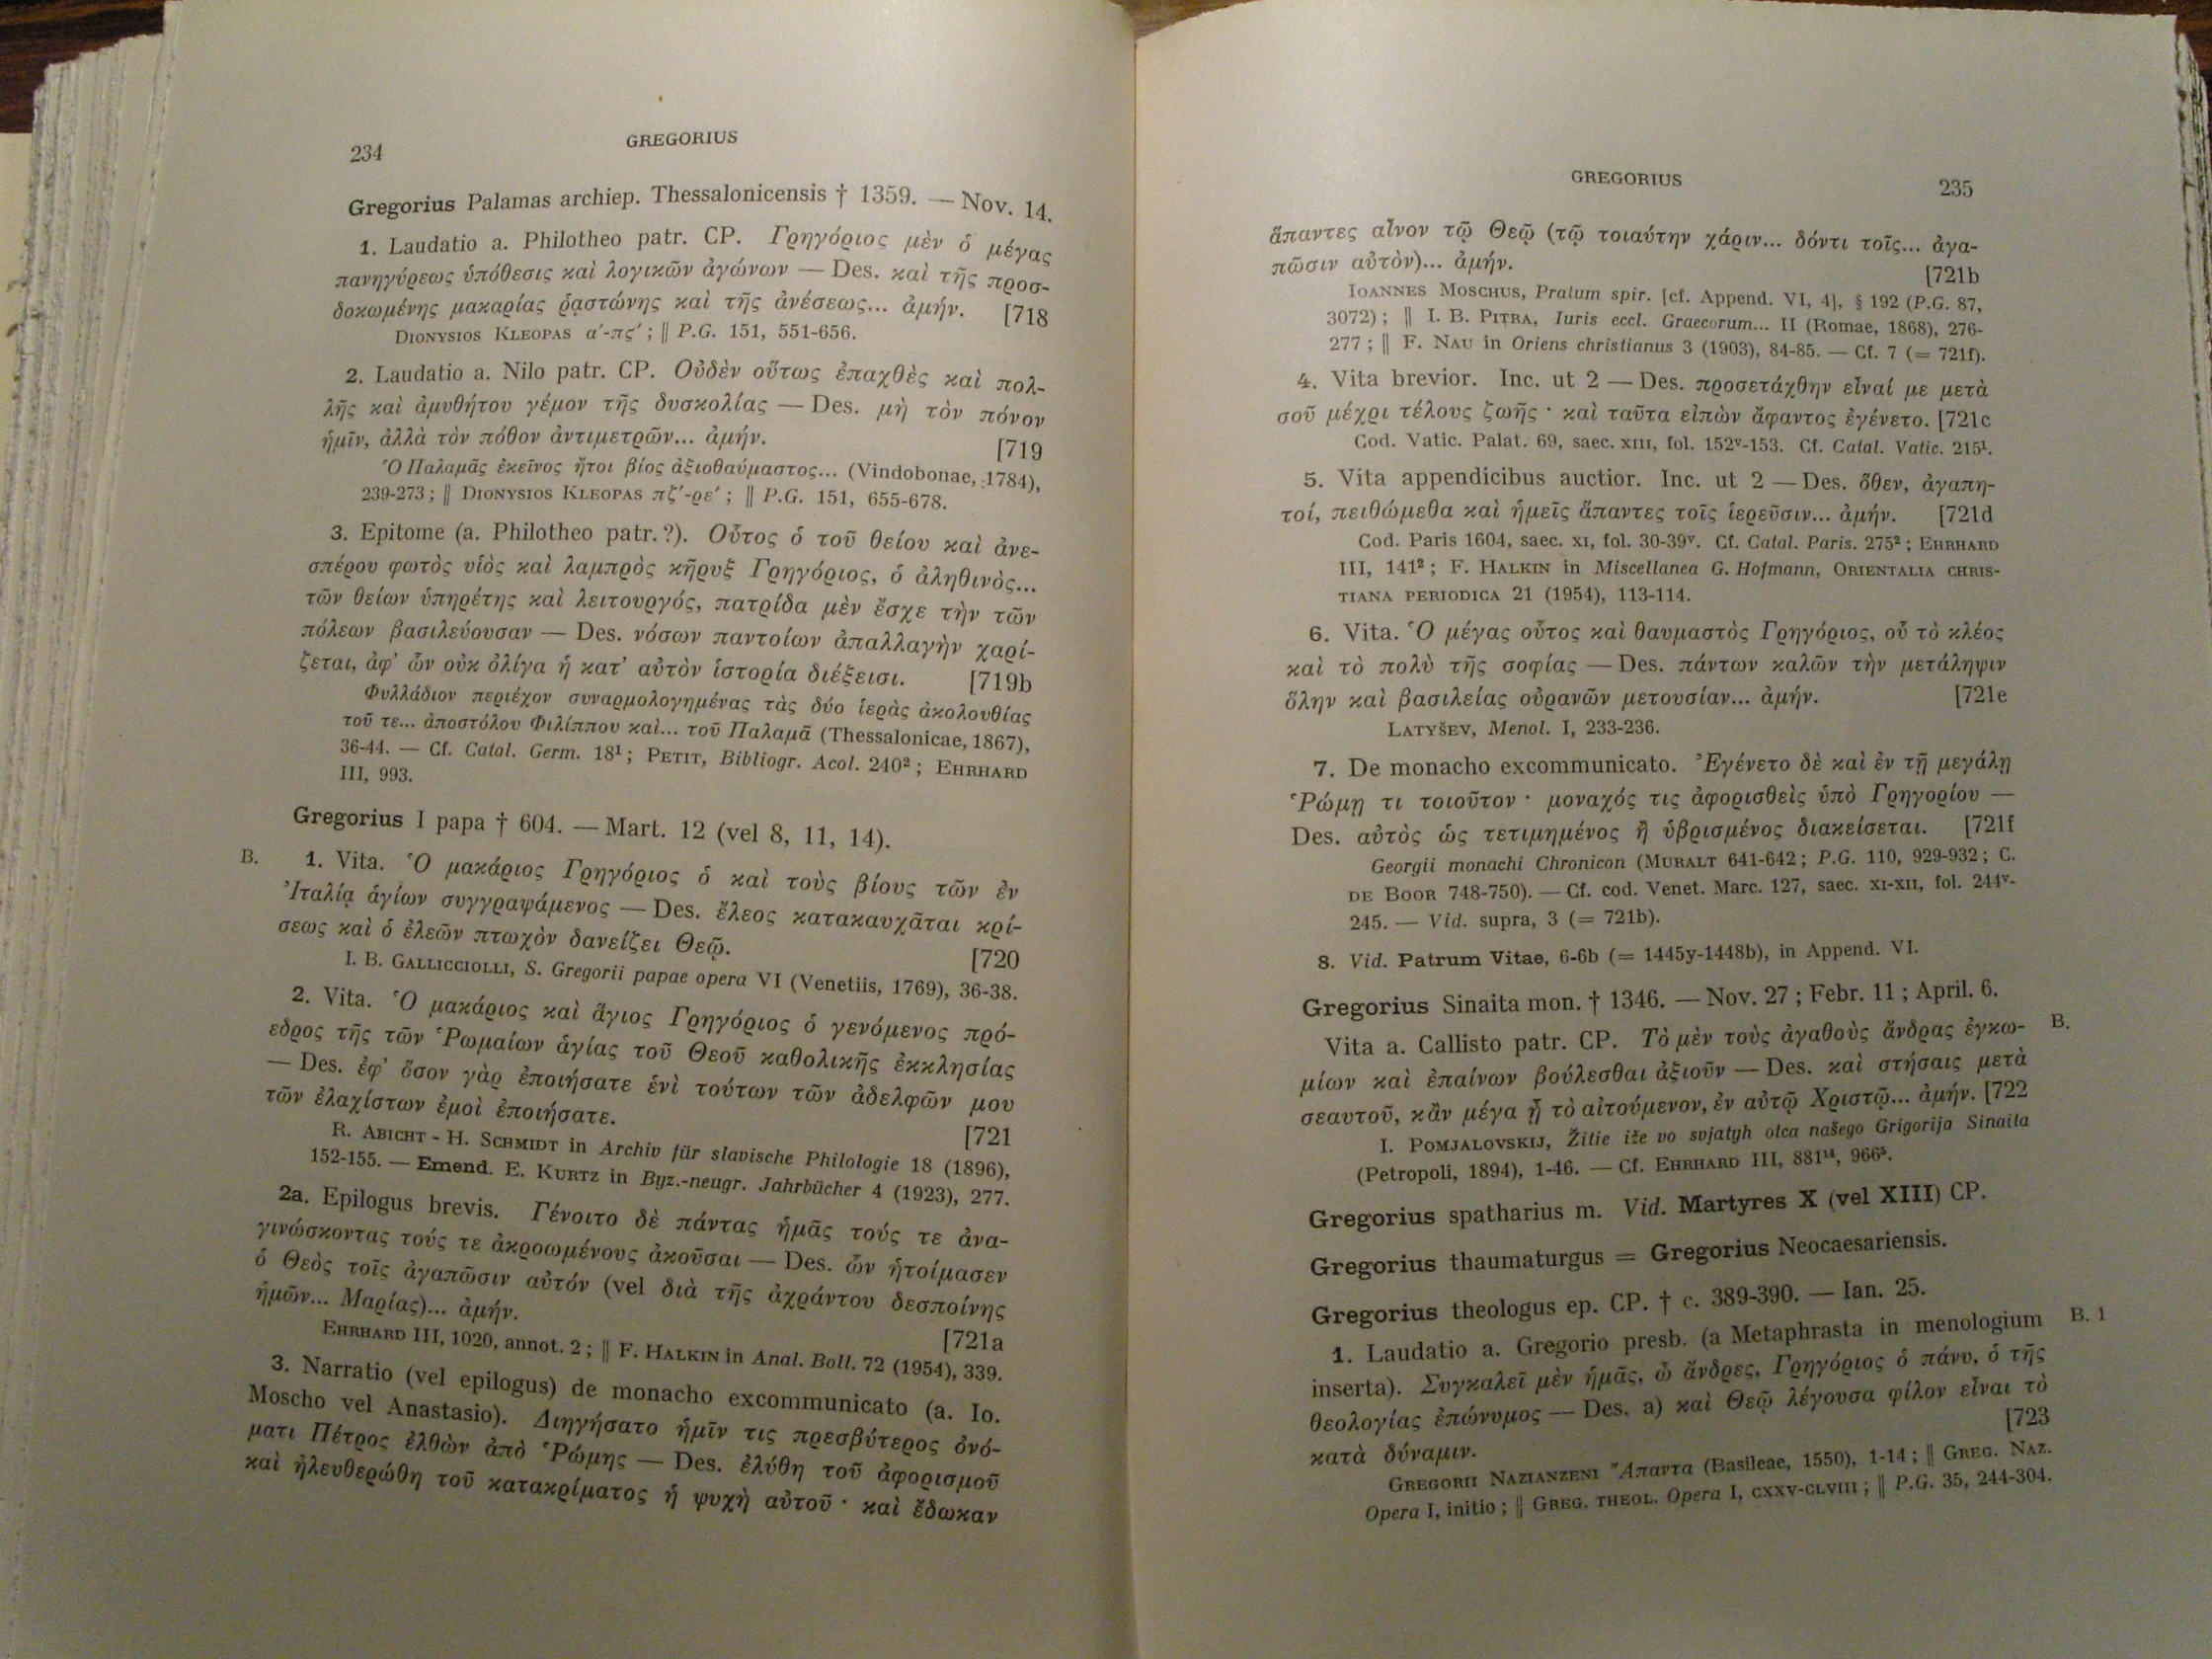 234
GREGORIUS
Gregorius Palamas archiep. Thessalonicensis † 1359. — Nov. 14.
1. Laudatio a. Philotheo patr. CP. Γρηγόριος μὲν ὁ μέγας
πανηγύρεως ὑπόθεσις καὶ λογικῶν ἀγώνων — Des. καὶ τῆς προσ-
δοκωμένης μακαρίας ῥᾳστώνης καὶ τῆς ἀνέσεως... ἀμήν. [718
DIONYSIOS KLEOPAS α′-πς′ ; || P.G. 151, 551-656.
2. Laudatio a. Nilo patr. CP. Οὐδὲν οὕτως ἐπαχθὲς καὶ πολ-
λῆς καὶ ἀμυθήτου γέμον τῆς δυσκολίας — Des. μὴ τὸν πόνον
ἡμῖν, ἀλλὰ τὸν πόθον ἀντιμετρῶν... ἀμήν. [719
Ὁ Παλαμᾶς ἐκεῖνος ἤτοι βίος ἀξιοθαύμαστος... (Vindobonae, 1784),
239-273 ; || DIONYSIOS KLEOPAS πζ′-ρε′ ; || P.G. 151, 655-678.
3. Epitome (a. Philotheo patr. ?). Οὗτος ὁ τοῦ θείου καὶ ἀνε-
σπέρου φωτὸς υἱὸς καὶ λαμπρὸς κῆρυξ Γρηγόριος, ὁ ἀληθινὸς...
τῶν θείων ὑπηρέτης καὶ λειτουργός, πατρίδα μὲν ἔσχε τὴν τῶν
πόλεων βασιλεύουσαν — Des. νόσων παντοίων ἀπαλλαγὴν χαρί-
ζεται, ἀφ’ ὧν οὐκ ὀλίγα ἡ κατ’ αὐτὸν ἱστορία διέξεισι. [719b
Φυλλάδιον περιέχον συναρμολογημένας τὰς δύο ἱερὰς ἀκολουθίας
τοῦ τε... ἀποστόλου Φιλίππου καὶ... τοῦ Παλαμᾶ (Thessalonicae, 1867),
36-44. — Cf. Catal. Germ. 18¹ ; PETIT, Bibliogr. Acol. 240² ; EHRHARD
III, 993.
Gregorius I papa † 604. — Mart. 12 (vel 8, 11, 14).
B. 1. Vita. Ὁ μακάριος Γρηγόριος ὁ καὶ τοὺς βίους τῶν ἐν
Ἰταλίᾳ ἁγίων συγγραψάμενος — Des. ἔλεος κατακαυχᾶται κρί-
σεως καὶ ὁ ἐλεῶν πτωχὸν δανείζει Θεῷ. [720
I. B. GALLICCIOLLI, S. Gregorii papae opera VI (Venetiis, 1769), 36-38.
2. Vita. Ὁ μακάριος καὶ ἅγιος Γρηγόριος ὁ γενόμενος πρό-
εδρος τῆς τῶν Ῥωμαίων ἁγίας τοῦ Θεοῦ καθολικῆς ἐκκλησίας
— Des. ἐφ’ ὅσον γὰρ ἐποιήσατε ἑνὶ τούτων τῶν ἀδελφῶν μου
τῶν ἐλαχίστων ἐμοὶ ἐποιήσατε. [721
R. ABICHT - H. SCHMIDT in Archiv für slavische Philologie 18 (1896),
152-155. — Emend. E. KURTZ in Byz.-neugr. Jahrbücher 4 (1923), 277.
2a. Epilogus brevis. Γένοιτο δὲ πάντας ἡμᾶς τούς τε ἀνα-
γινώσκοντας τούς τε ἀκροωμένους ἀκοῦσαι — Des. ὧν ἡτοίμασεν
ὁ Θεὸς τοῖς ἀγαπῶσιν αὐτόν (vel διὰ τῆς ἀχράντου δεσποίνης
ἡμῶν... Μαρίας)... ἀμήν. [721a
EHRHARD III, 1020, annot. 2 ; || F. HALKIN in Anal. Boll. 72 (1954), 339.
3. Narratio (vel epilogus) de monacho excommunicato (a. Io.
Moscho vel Anastasio). Διηγήσατο ἡμῖν τις πρεσβύτερος ὀνό-
ματι Πέτρος ἐλθὼν ἀπὸ Ῥώμης — Des. ἐλύθη τοῦ ἀφορισμοῦ
καὶ ἠλευθερώθη τοῦ κατακρίματος ἡ ψυχὴ αὐτοῦ · καὶ ἔδωκαν
GREGORIUS
235
ἅπαντες αἶνον τῷ Θεῷ (τῷ τοιαύτην χάριν... δόντι τοῖς... ἀγα-
πῶσιν αὐτὸν)... ἀμήν. [721b
IOANNES MOSCHUS, Pratum spir. [cf. Append. VI, 4], § 192 (P.G. 87,
3072) ; || I. B. PITRA, Iuris eccl. Graecorum... II (Romae, 1868), 276-
277 ; || F. NAU in Oriens christianus 3 (1903), 84-85. — Cf. 7 (= 721f).
4. Vita brevior. Inc. ut 2 — Des. προσετάχθην εἶναί με μετὰ
σοῦ μέχρι τέλους ζωῆς · καὶ ταῦτα εἰπὼν ἄφαντος ἐγένετο. [721c
Cod. Vatic. Palat. 69, saec. XIII, fol. 152ᵛ-153. Cf. Catal. Vatic. 215¹.
5. Vita appendicibus auctior. Inc. ut 2 — Des. ὅθεν, ἀγαπη-
τοί, πειθώμεθα καὶ ἡμεῖς ἅπαντες τοῖς ἱερεῦσιν... ἀμήν. [721d
Cod. Paris 1604, saec. XI, fol. 30-39ᵛ. Cf. Catal. Paris. 275² ; EHRHARD
III, 141² ; F. HALKIN in Miscellanea G. Hofmann, ORIENTALIA CHRIS-
TIANA PERIODICA 21 (1954), 113-114.
6. Vita. Ὁ μέγας οὗτος καὶ θαυμαστὸς Γρηγόριος, οὗ τὸ κλέος
καὶ τὸ πολὺ τῆς σοφίας — Des. πάντων καλῶν τὴν μετάληψιν
ὅλην καὶ βασιλείας οὐρανῶν μετουσίαν... ἀμήν. [721e
LATYŠEV, Menol. I, 233-236.
7. De monacho excommunicato. Ἐγένετο δὲ καὶ ἐν τῇ μεγάλῃ
Ῥώμῃ τι τοιοῦτον · μοναχός τις ἀφορισθεὶς ὑπὸ Γρηγορίου —
Des. αὐτὸς ὡς τετιμημένος ἢ ὑβρισμένος διακείσεται. [721f
Georgii monachi Chronicon (MURALT 641-642 ; P.G. 110, 929-932 ; C.
DE BOOR 748-750). — Cf. cod. Venet. Marc. 127, saec. XI-XII, fol. 244ᵛ-
245. — Vid. supra, 3 (= 721b).
8. Vid. Patrum Vitae, 6-6b (= 1445y-1448b), in Append. VI.
Gregorius Sinaita mon. † 1346. — Nov. 27 ; Febr. 11 ; April. 6.
Vita a. Callisto patr. CP. Τὸ μὲν τοὺς ἀγαθοὺς ἄνδρας ἐγκω- B.
μίων καὶ ἐπαίνων βούλεσθαι ἀξιοῦν — Des. καὶ στήσαις μετὰ
σεαυτοῦ, κἂν μέγα ᾖ τὸ αἰτούμενον, ἐν αὐτῷ Χριστῷ... ἀμήν. [722
I. POMJALOVSKIJ, Žitie iže vo svjatyh otca našego Grigorija Sinaita
(Petropoli, 1894), 1-46. — Cf. EHRHARD III, 881¹⁴, 966⁵.
Gregorius spatharius m. Vid. Martyres X (vel XIII) CP.
Gregorius thaumaturgus = Gregorius Neocaesariensis.
Gregorius theologus ep. CP. † c. 389-390. — Ian. 25.
1. Laudatio a. Gregorio presb. (a Metaphrasta in menologium B. 1
inserta). Συγκαλεῖ μὲν ἡμᾶς, ὦ ἄνδρες, Γρηγόριος ὁ πάνυ, ὁ τῆς
θεολογίας ἐπώνυμος — Des. a) καὶ Θεῷ λέγουσα φίλον εἶναι τὸ
κατὰ δύναμιν. [723
GREGORII NAZIANZENI Ἅπαντα (Basileae, 1550), 1-14 ; || GREG. NAZ.
Opera I, initio ; || GREG. THEOL. Opera I, CXXV-CLVIII ; || P.G. 35, 244-304.